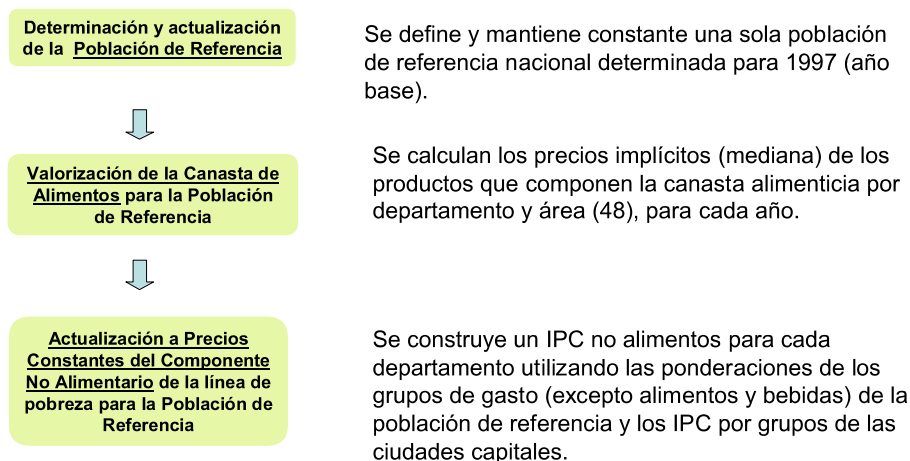 Determinación y actualización
de la Población de Referencia
Se define y mantiene constante una sola población
de referencia nacional determinada para 1997 (año
base).
Valorización de la Canasta de
Alimentos para la Población
de Referencia
Se calculan los precios implícitos (mediana) de los
productos que componen la canasta alimenticia por
departamento y área (48), para cada año.
Actualización a Precios
Constantes del Componente
No Alimentario de la línea de
pobreza para la Población de
Referencia
Se construye un IPC no alimentos para cada
departamento utilizando las ponderaciones de los
grupos de gasto (excepto alimentos y bebidas) de la
población de referencia y los IPC por grupos de las
ciudades capitales.